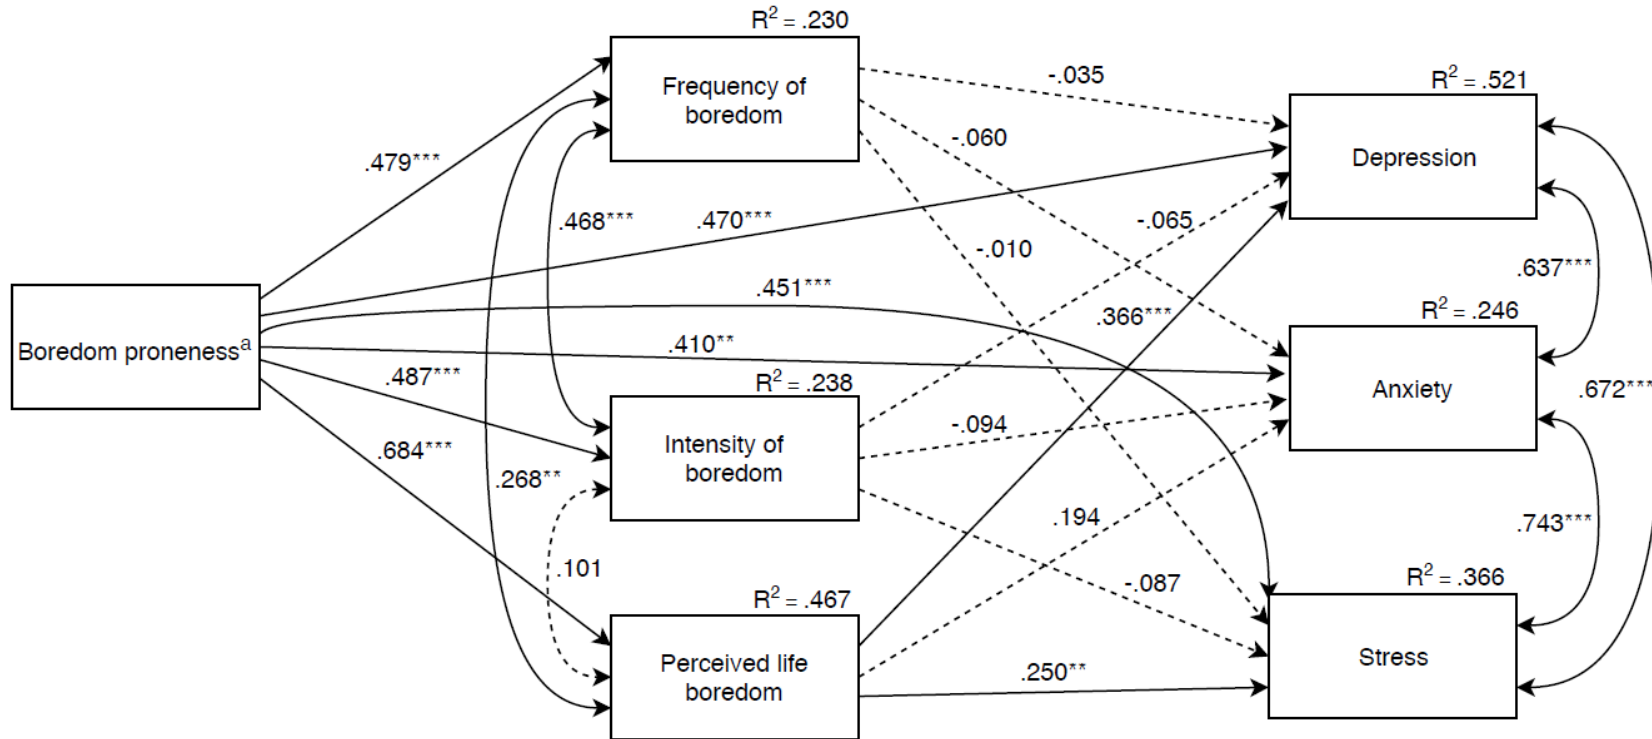 R² = .230
Frequency of
boredom
-.035
R² = .521
Depression
-.060
.479***
.468***
.470***
-.065
-.010
.637***
.451***
.366***
R² = .246
Boredom pronenessᵃ
.410**
Anxiety
.487***
R² = .238
.672***
Intensity of
boredom
-.094
.684***
.268**
.194
.743***
.101
-.087
R² = .366
R² = .467
Perceived life
boredom
.250**
Stress